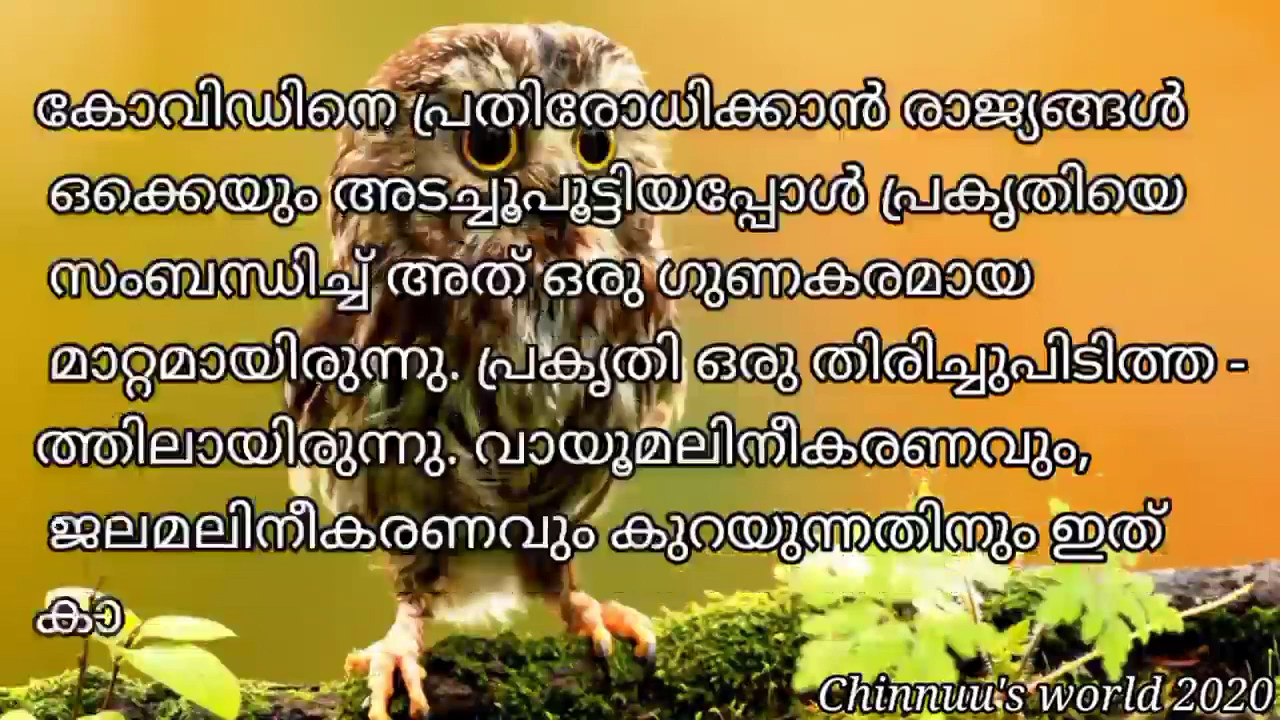 കോവിഡിനെ പ്രതിരോധിക്കാൻ രാജ്യങ്ങൾ
ഒക്കെയും അടച്ചൂപൂട്ടിയപ്പോൾ പ്രകൃതിയെ
സംബന്ധിച്ച് അത് ഒരു ഗുണകരമായ
മാറ്റമായിരുന്നു. പ്രകൃതി ഒരു തിരിച്ചുപിടിത്ത -
ത്തിലായിരുന്നു. വായൂമലിനീകരണവും,
ജലമലിനീകരണവും കുറയുന്നതിനും ഇത്
കാ
Chinnuu's world 2020